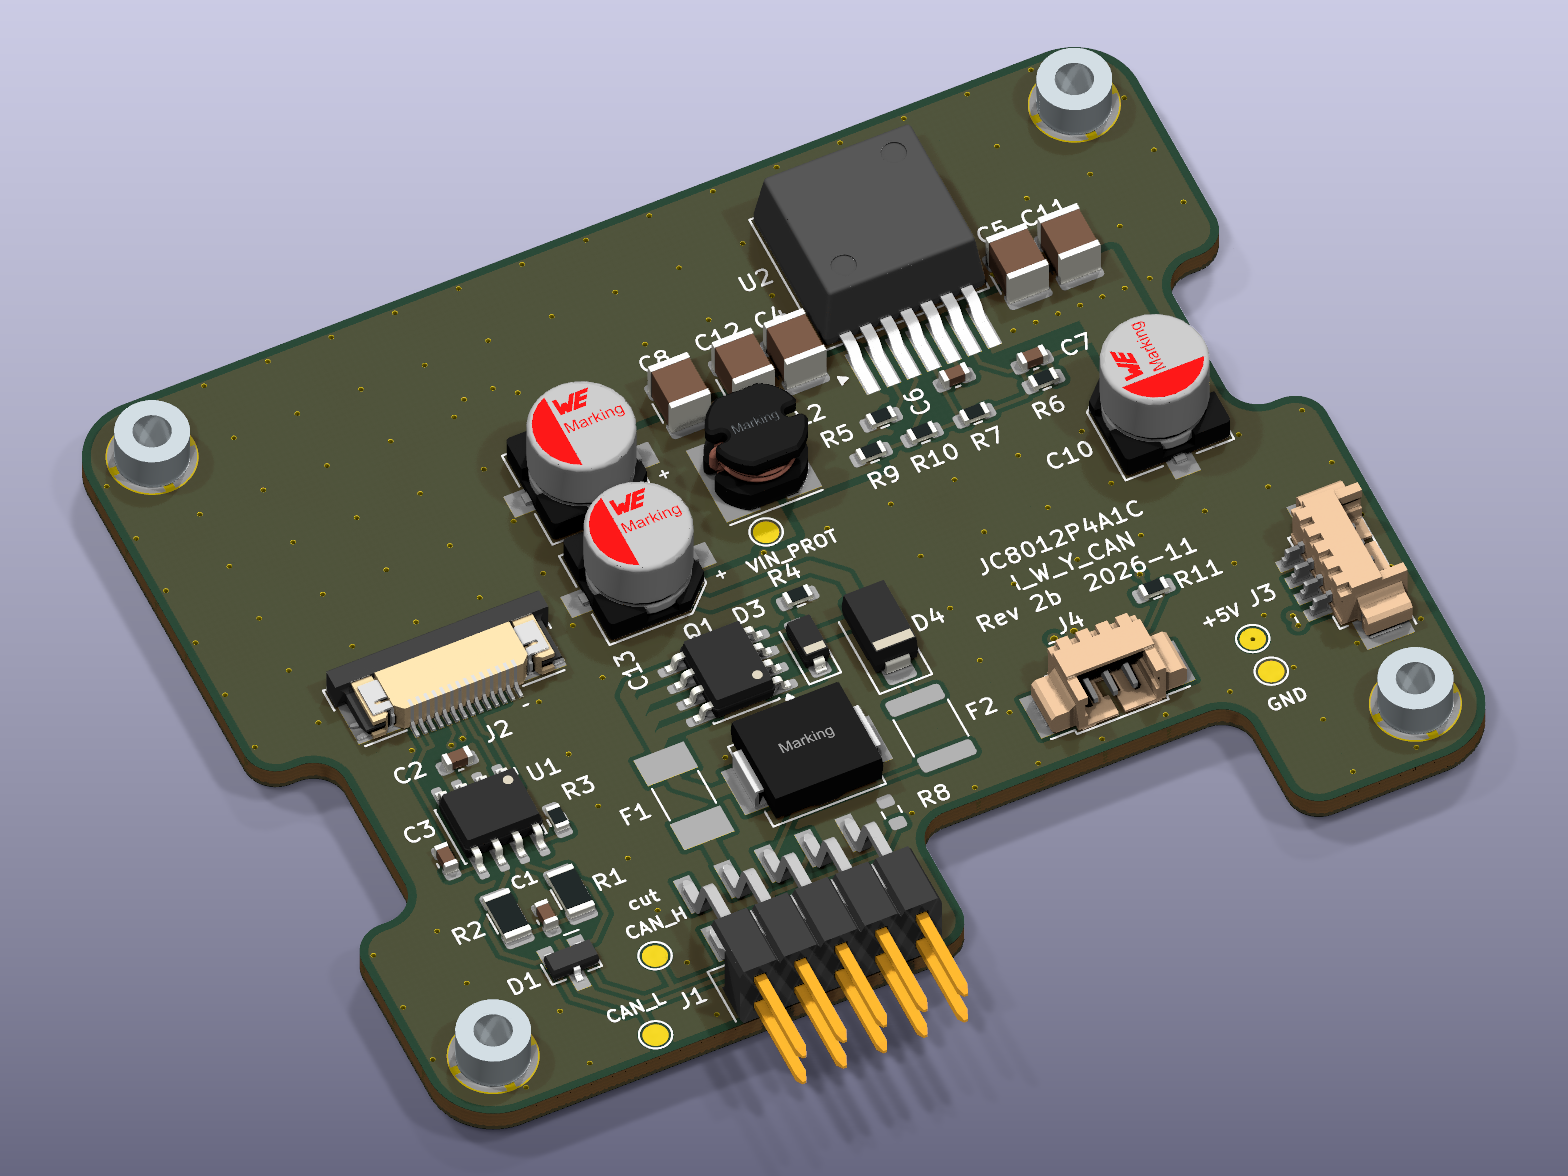 C5
C11
U2
C4
C12
C8
C7
WE
Marking
WE
Marking
Marking
2
C6
R6
R5
R7
R10
R9
C10
+
WE
Marking
+
VIN_PROT
JC8012P4A1C
I_W_Y_CAN
Rev 2b 2026-11
R4
D3
Q1
D4
R11
J3
+5V
J4
GND
C13
F2
Marking
J2
-
C2
U1
R3
C3
F1
R8
C1
R1
R2
cut
CAN_H
D1
CAN_L
J1